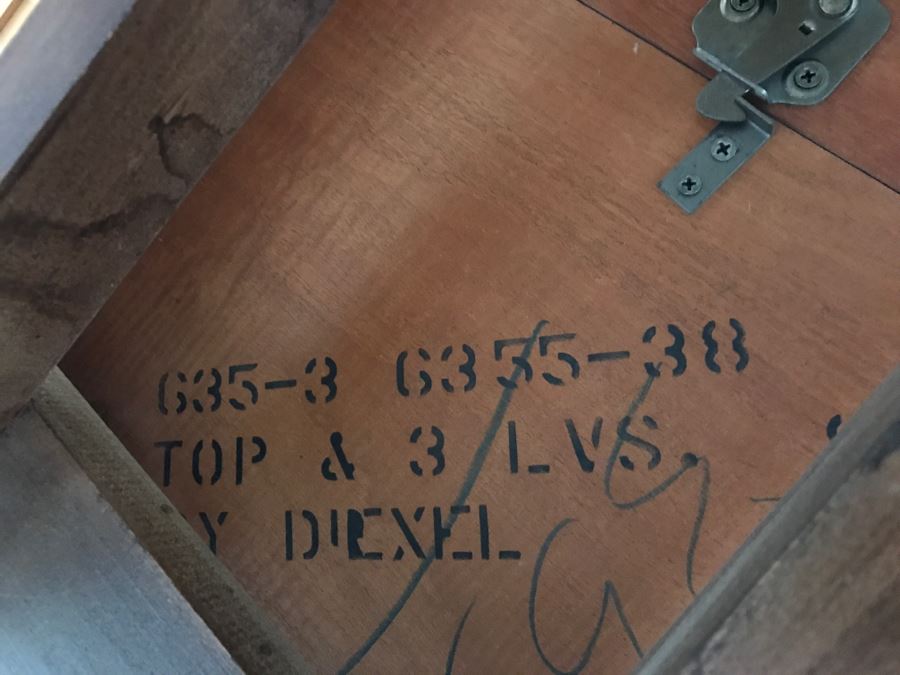 635-3 6355-38
TOP & 3 LVS.
Y DIEXEL